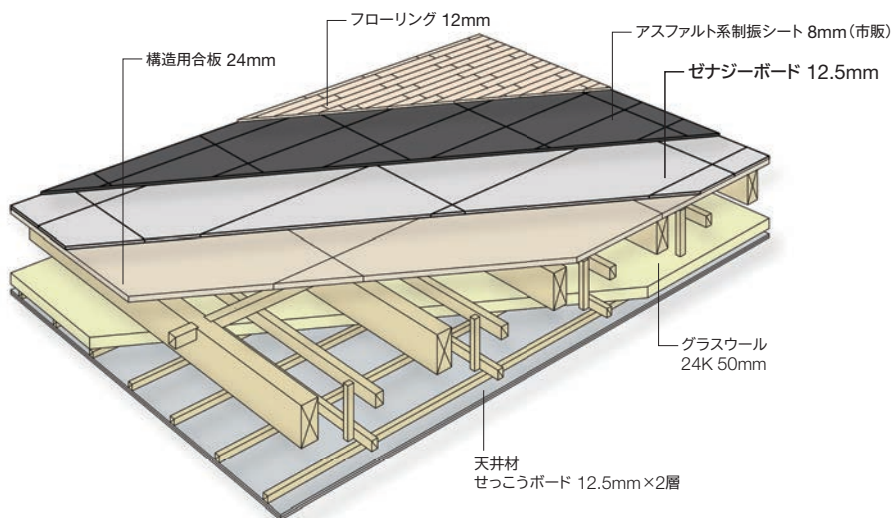 フローリング 12mm
アスファルト系制振シート 8mm（市販）
構造用合板 24mm
ゼナジーボード 12.5mm
グラスウール
24K 50mm
天井材
せっこうボード 12.5mm×2層